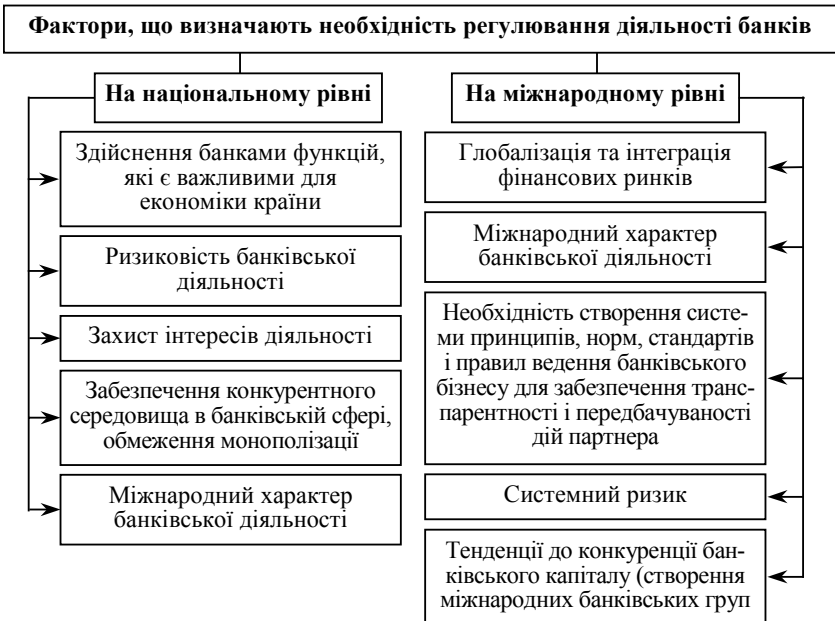 Фактори, що визначають необхідність регулювання діяльності банків
На національному рівні
Здійснення банками функцій,
які є важливими для
економіки країни
Ризиковість банківської
діяльності
Захист інтересів діяльності
Забезпечення конкурентного
середовища в банківській сфері,
обмеження монополізації
Міжнародний характер
банківської діяльності
На міжнародному рівні
Глобалізація та інтеграція
фінансових ринків
Міжнародний характер
банківської діяльності
Необхідність створення систе-
ми принципів, норм, стандартів
і правил ведення банківського
бізнесу для забезпечення транс-
парентності і передбачуваності
дій партнера
Системний ризик
Тенденції до конкуренції бан-
ківського капіталу (створення
міжнародних банківських груп